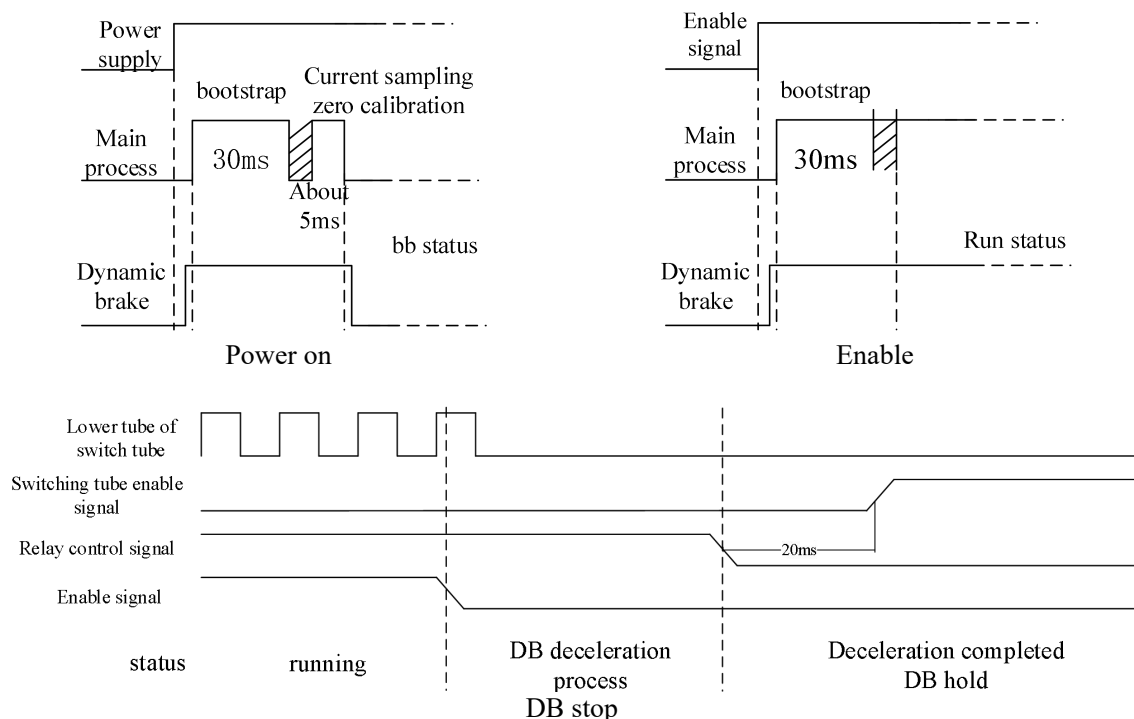 Power
supply
bootstrap
Current sampling
zero calibration
Main
process
30ms
About
5ms
bb status
Dynamic
brake
Power on
Enable
signal
bootstrap
Main
process
30ms
Run status
Dynamic
brake
Enable
Lower tube of
switch tube
Switching tube enable
signal
Relay control signal
20ms
Enable signal
status
running
DB deceleration
process
Deceleration completed
DB hold
DB stop